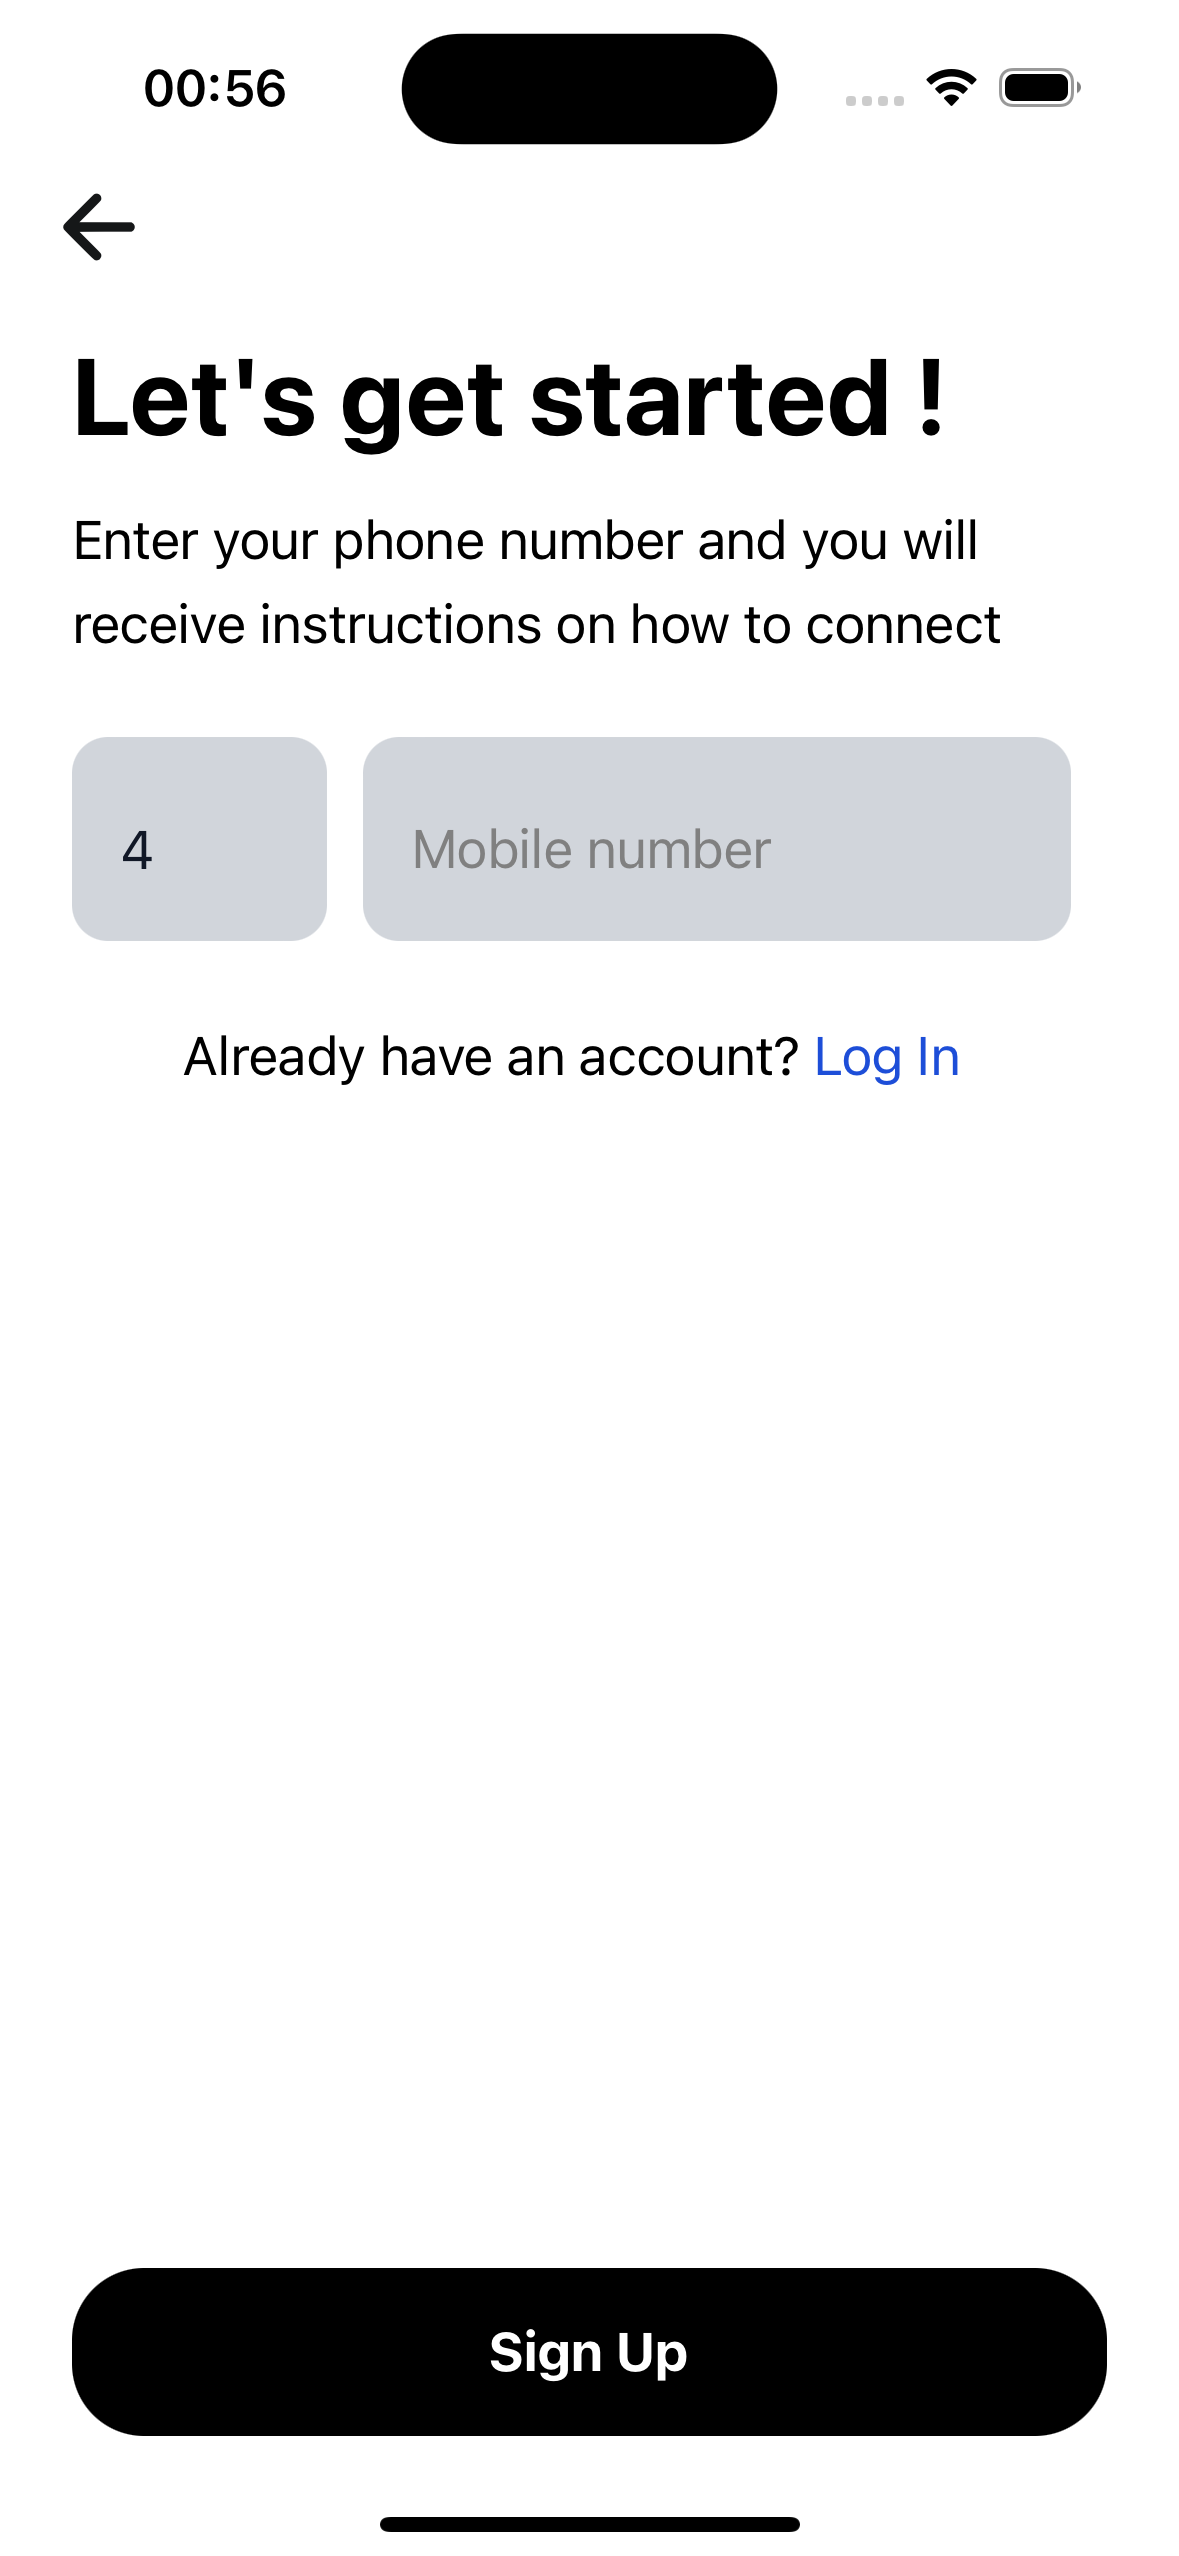 00:56
Let's get started !
Enter your phone number and you will
receive instructions on how to connect
4
Mobile number
Already have an account? Log In
Sign Up